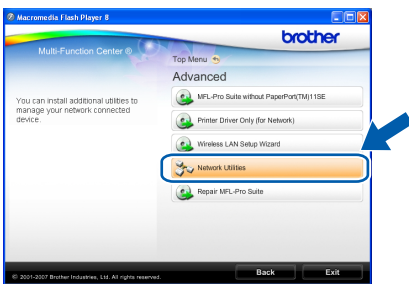 Macromedia Flash Player 8
brother
Multi-Function Center ®
Top Menu
Advanced
You can install additional utilities to
manage your network connected
device.
MFL-Pro Suite without PaperPort(TM)11SE
Printer Driver Only (for Network)
Wireless LAN Setup Wizard
Network Utilities
Repair MFL-Pro Suite
© 2001-2007 Brother Industries, Ltd. All rights reserved.
Back
Exit